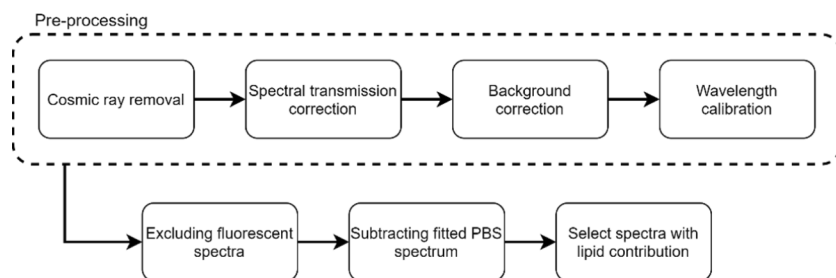 Pre-processing
Cosmic ray removal
Spectral transmission
correction
Background
correction
Wavelength
calibration
Excluding fluorescent
spectra
Subtracting fitted PBS
spectrum
Select spectra with
lipid contribution